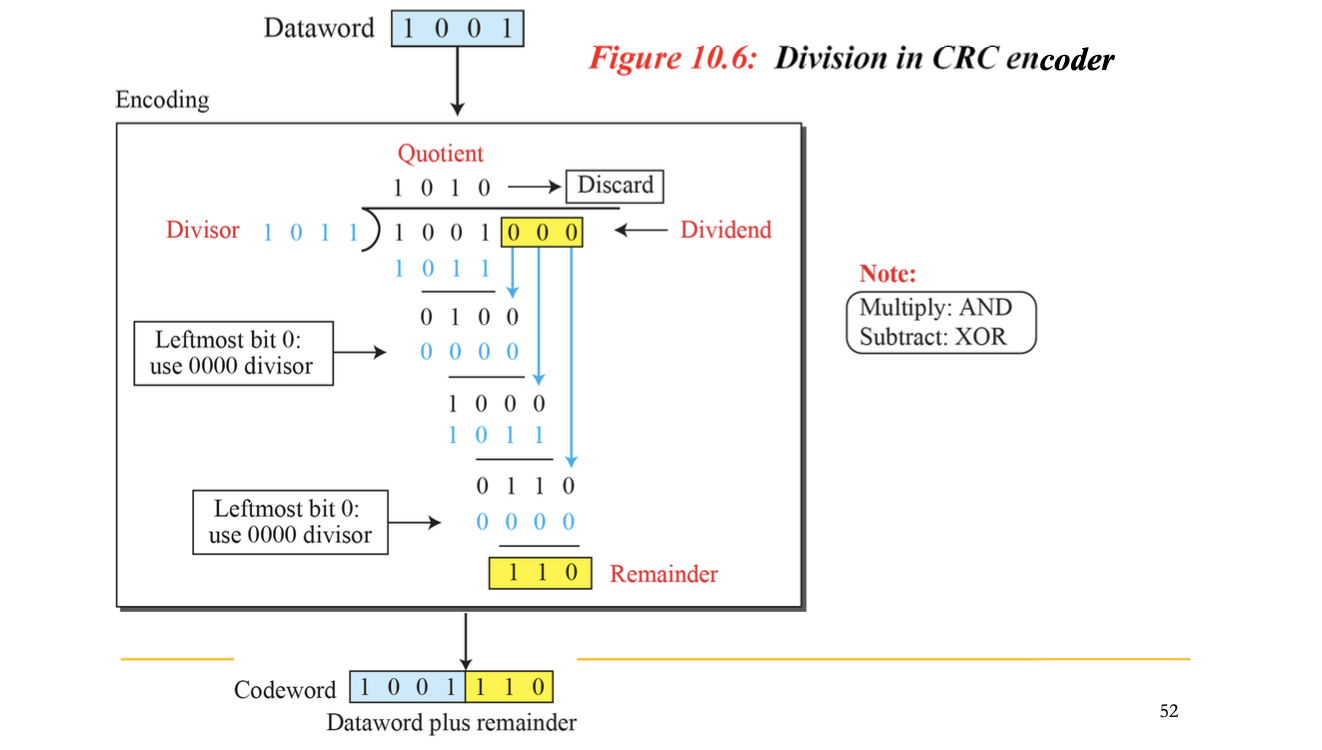 Dataword 1 0 0 1
Figure 10.6: Division in CRC encoder
Encoding
Quotient
1 0 1 0 Discard
Divisor 1 0 1 1 1 0 0 1 0 0 0 Dividend
1 0 1 1
Note:
Multiply: AND
Subtract: XOR
0 1 0 0
Leftmost bit 0:
use 0000 divisor
0 0 0 0
1 0 0 0
1 0 1 1
0 1 1 0
Leftmost bit 0:
use 0000 divisor
0 0 0 0
1 1 0 Remainder
Codeword 1 0 0 1 1 1 0
Dataword plus remainder
52